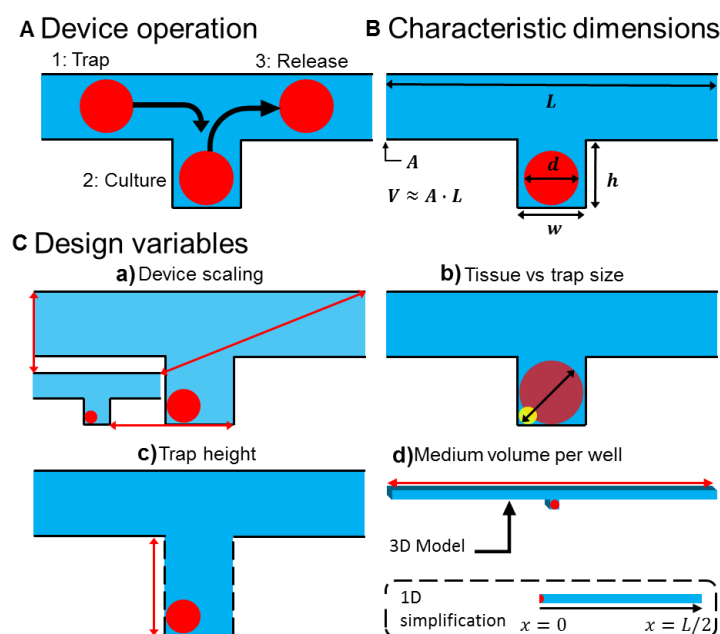 A Device operation
1: Trap
3: Release
2: Culture
B Characteristic dimensions
L
A
d
h
V ≈ A · L
w
C Design variables
a) Device scaling
b) Tissue vs trap size
c) Trap height
d) Medium volume per well
3D Model
1D
simplification
x = 0
x = L/2